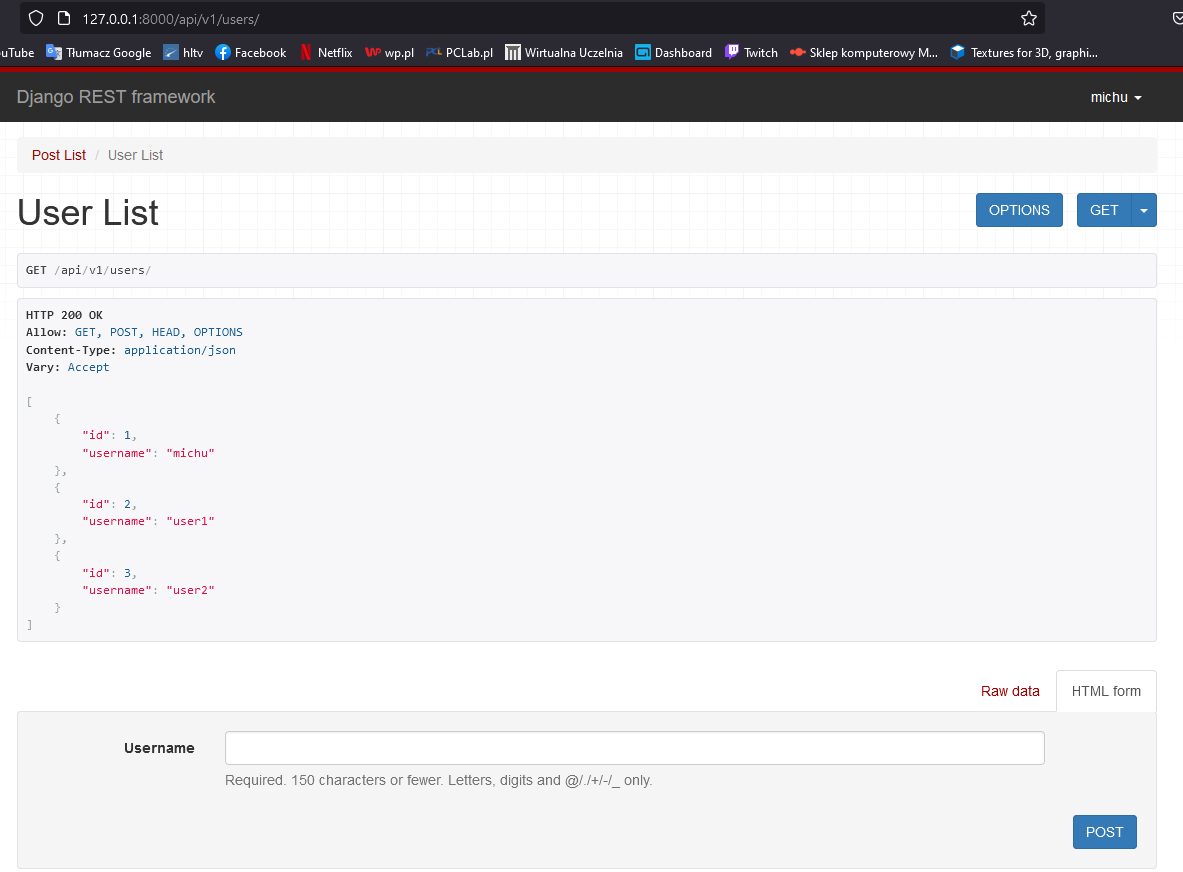 127.0.0.1:8000/api/v1/users/
uTube Tłumacz Google hltv Facebook Netflix wp.pl PCLab.pl Wirtualna Uczelnia Dashboard Twitch Sklep komputerowy M... Textures for 3D, graphi...
Django REST framework michu
Post List / User List
User List OPTIONS GET
GET /api/v1/users/
HTTP 200 OK
Allow: GET, POST, HEAD, OPTIONS
Content-Type: application/json
Vary: Accept
[
    {
        "id": 1,
        "username": "michu"
    },
    {
        "id": 2,
        "username": "user1"
    },
    {
        "id": 3,
        "username": "user2"
    }
]
Raw data HTML form
Username
Required. 150 characters or fewer. Letters, digits and @/./+/-/_ only.
POST